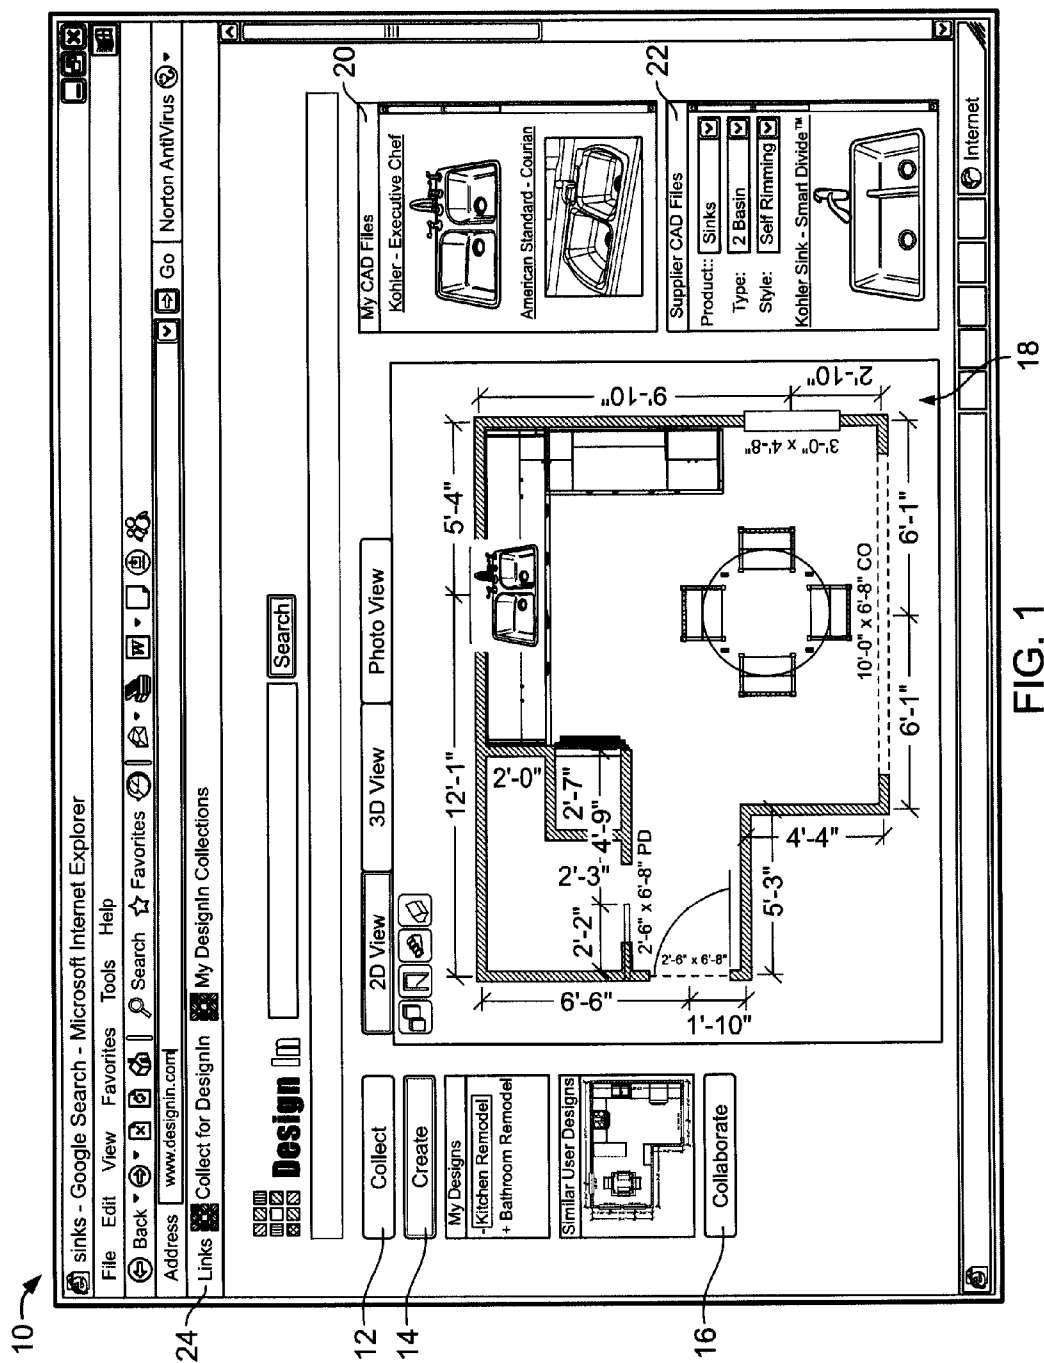 10
sinks - Google Search - Microsoft Internet Explorer
File Edit View Favorites Tools Help
Back Search Favorites W
Address www.designin.com Go Norton AntiVirus
24
Links Collect for DesignIn My DesignIn Collections
Design In
Search
12
Collect
14
Create
My Designs
- Kitchen Remodel
+ Bathroom Remodel
Similar User Designs
16
Collaborate
2D View
3D View
Photo View
12'-1"
5'-4"
9'-10"
2'-10"
3'-0" x 4'-8"
2'-0"
2'-7"
4'-9"
2'-3"
2'-2"
2'-6" x 6'-8" PD
2'-6" x 6'-8"
6'-6"
1'-10"
5'-3"
4'-4"
10'-0" x 6'-8" CO
6'-1"
6'-1"
18
20
My CAD Files
Kohler - Executive Chef
American Standard - Courian
22
Supplier CAD Files
Product:: Sinks
Type: 2 Basin
Style: Self Rimming
Kohler Sink - Smart Divide™
Internet
FIG. 1